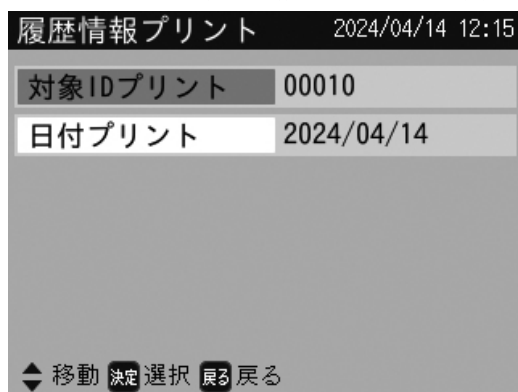 履歴情報プリント 2024/04/14 12:15
対象IDプリント 00010
日付プリント 2024/04/14
移動 決定 選択 戻る 戻る